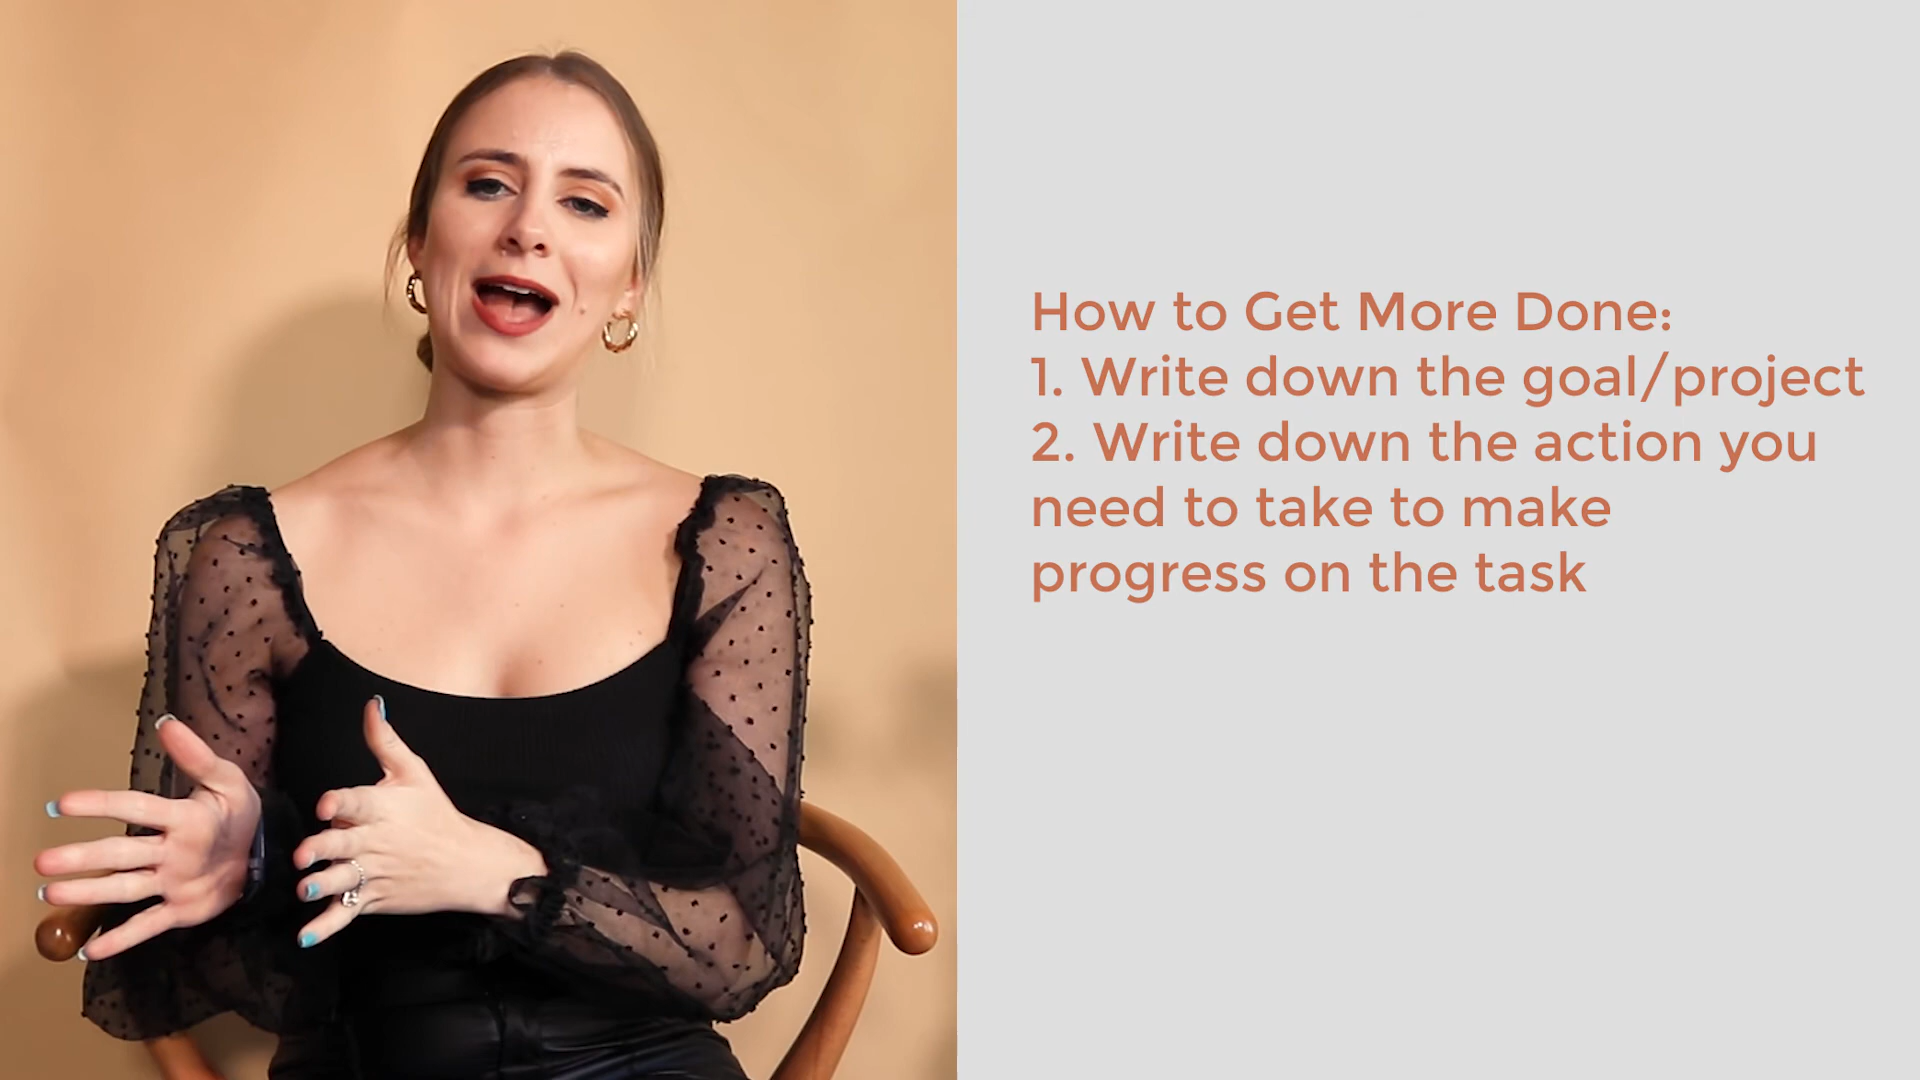 How to Get More Done:
1. Write down the goal/project
2. Write down the action you
need to take to make
progress on the task